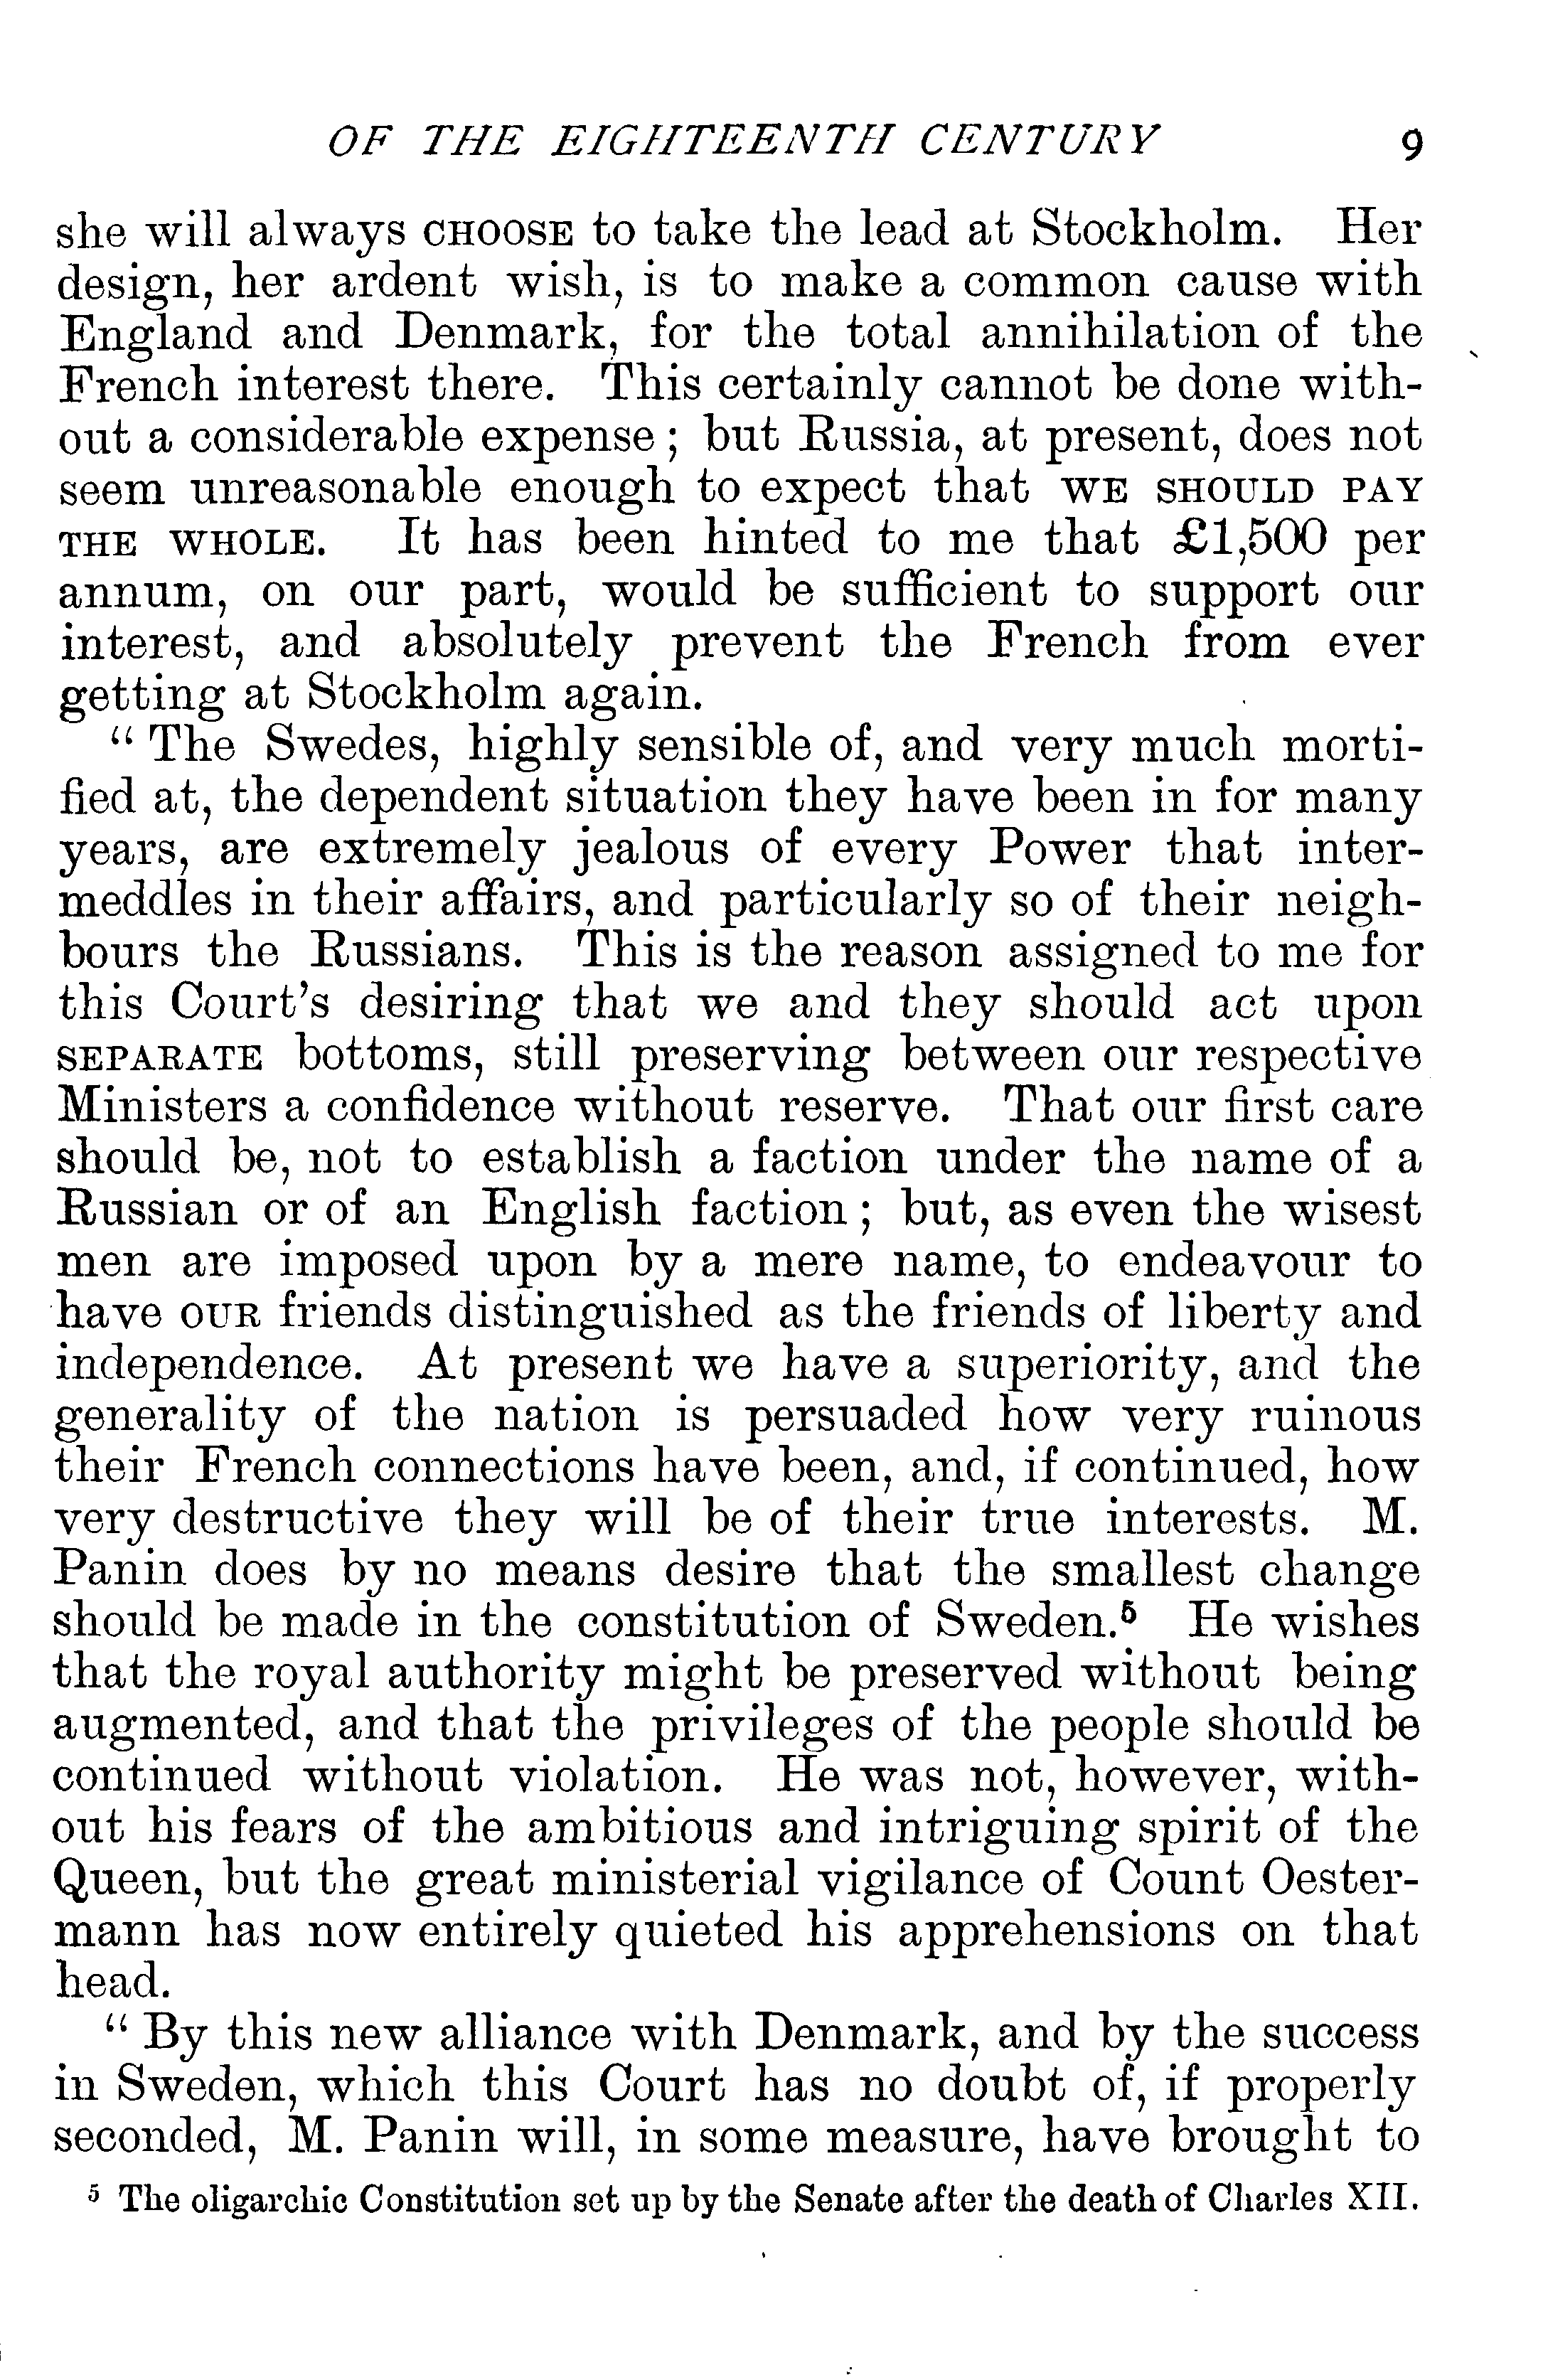 OF THE EIGHTEENTH CENTURY 9
she will always CHOOSE to take the lead at Stockholm. Her
design, her ardent wish, is to make a common cause with
England and Denmark, for the total annihilation of the
French interest there. This certainly cannot be done with-
out a considerable expense ; but Russia, at present, does not
seem unreasonable enough to expect that WE SHOULD PAY
THE WHOLE. It has been hinted to me that £1,500 per
annum, on our part, would be sufficient to support our
interest, and absolutely prevent the French from ever
getting at Stockholm again.
“ The Swedes, highly sensible of, and very much morti-
fied at, the dependent situation they have been in for many
years, are extremely jealous of every Power that inter-
meddles in their affairs, and particularly so of their neigh-
bours the Russians. This is the reason assigned to me for
this Court’s desiring that we and they should act upon
SEPARATE bottoms, still preserving between our respective
Ministers a confidence without reserve. That our first care
should be, not to establish a faction under the name of a
Russian or of an English faction ; but, as even the wisest
men are imposed upon by a mere name, to endeavour to
have OUR friends distinguished as the friends of liberty and
independence. At present we have a superiority, and the
generality of the nation is persuaded how very ruinous
their French connections have been, and, if continued, how
very destructive they will be of their true interests. M.
Panin does by no means desire that the smallest change
should be made in the constitution of Sweden.⁵ He wishes
that the royal authority might be preserved without being
augmented, and that the privileges of the people should be
continued without violation. He was not, however, with-
out his fears of the ambitious and intriguing spirit of the
Queen, but the great ministerial vigilance of Count Oester-
mann has now entirely quieted his apprehensions on that
head.
“ By this new alliance with Denmark, and by the success
in Sweden, which this Court has no doubt of, if properly
seconded, M. Panin will, in some measure, have brought to
⁵ The oligarchic Constitution set up by the Senate after the death of Charles XII.